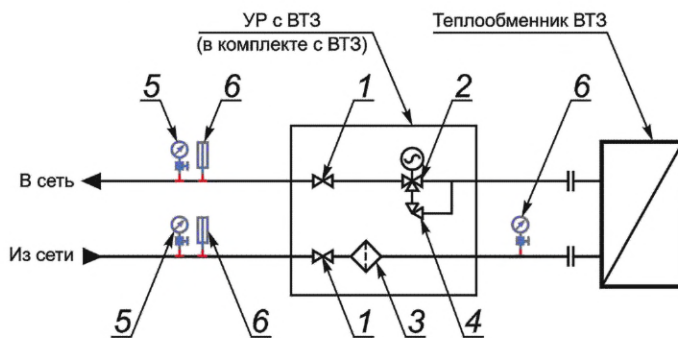 УР с ВТЗ
(в комплекте с ВТЗ)
Теплообменник ВТЗ
5 6 1 2 6
В сеть
Из сети
5 6 1 3 4